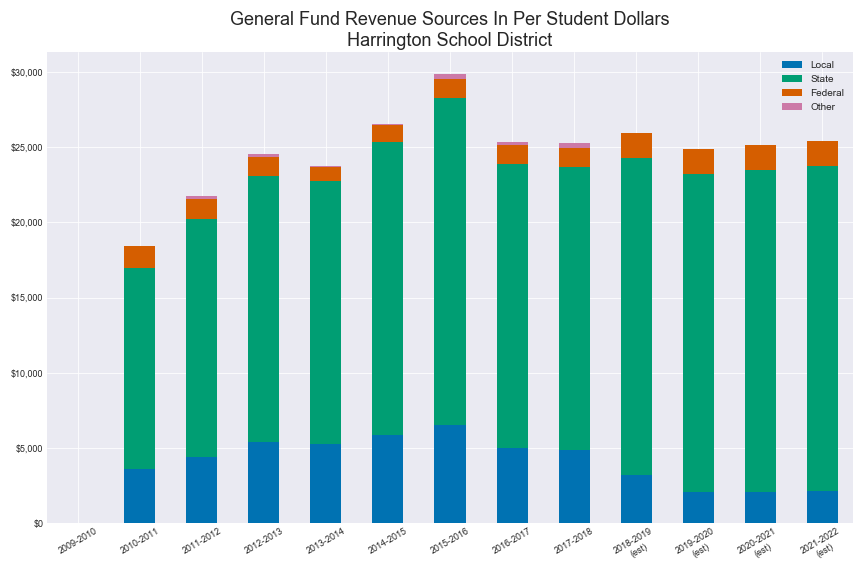 General Fund Revenue Sources In Per Student Dollars
Harrington School District
Local
State
Federal
Other
$30,000
$25,000
$20,000
$15,000
$10,000
$5,000
$0
2009-2010
2010-2011
2011-2012
2012-2013
2013-2014
2014-2015
2015-2016
2016-2017
2017-2018
2018-2019
(est)
2019-2020
(est)
2020-2021
(est)
2021-2022
(est)